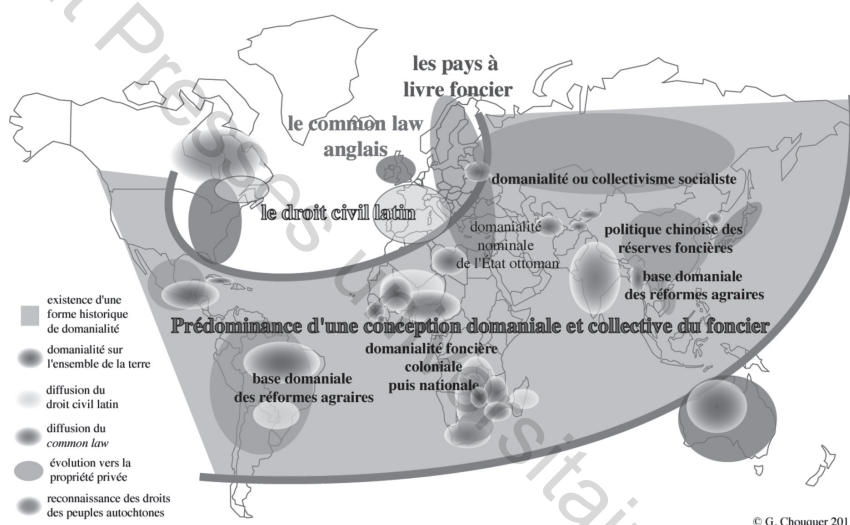 les pays à
livre foncier
le common law
anglais
domanialité ou collectivisme socialiste
le droit civil latin
domanialité
nominale
de l'État ottoman
politique chinoise des
réserves foncières
base domaniale
des réformes agraires
Prédominance d'une conception domaniale et collective du foncier
domanialité foncière
coloniale
puis nationale
base domaniale
des réformes agraires
existence d'une
forme historique
de domanialité
domanialité sur
l'ensemble de la terre
diffusion du
droit civil latin
diffusion du
common law
évolution vers la
propriété privée
reconnaissance des droits
des peuples autochtones
© G. Chouquer 201